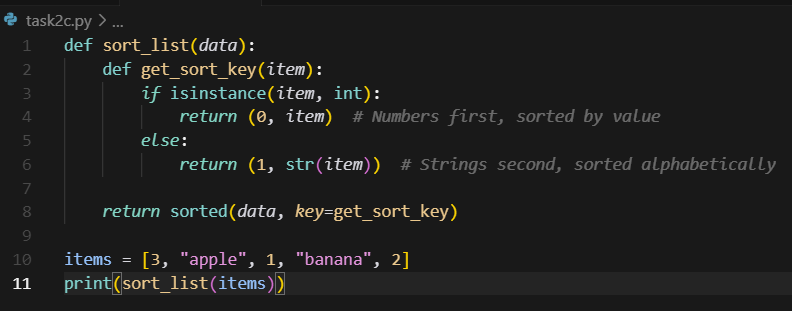 task2c.py > ...
1 def sort_list(data):
2     def get_sort_key(item):
3         if isinstance(item, int):
4             return (0, item)  # Numbers first, sorted by value
5         else:
6             return (1, str(item))  # Strings second, sorted alphabetically
7
8     return sorted(data, key=get_sort_key)
9
10 items = [3, "apple", 1, "banana", 2]
11 print(sort_list(items))